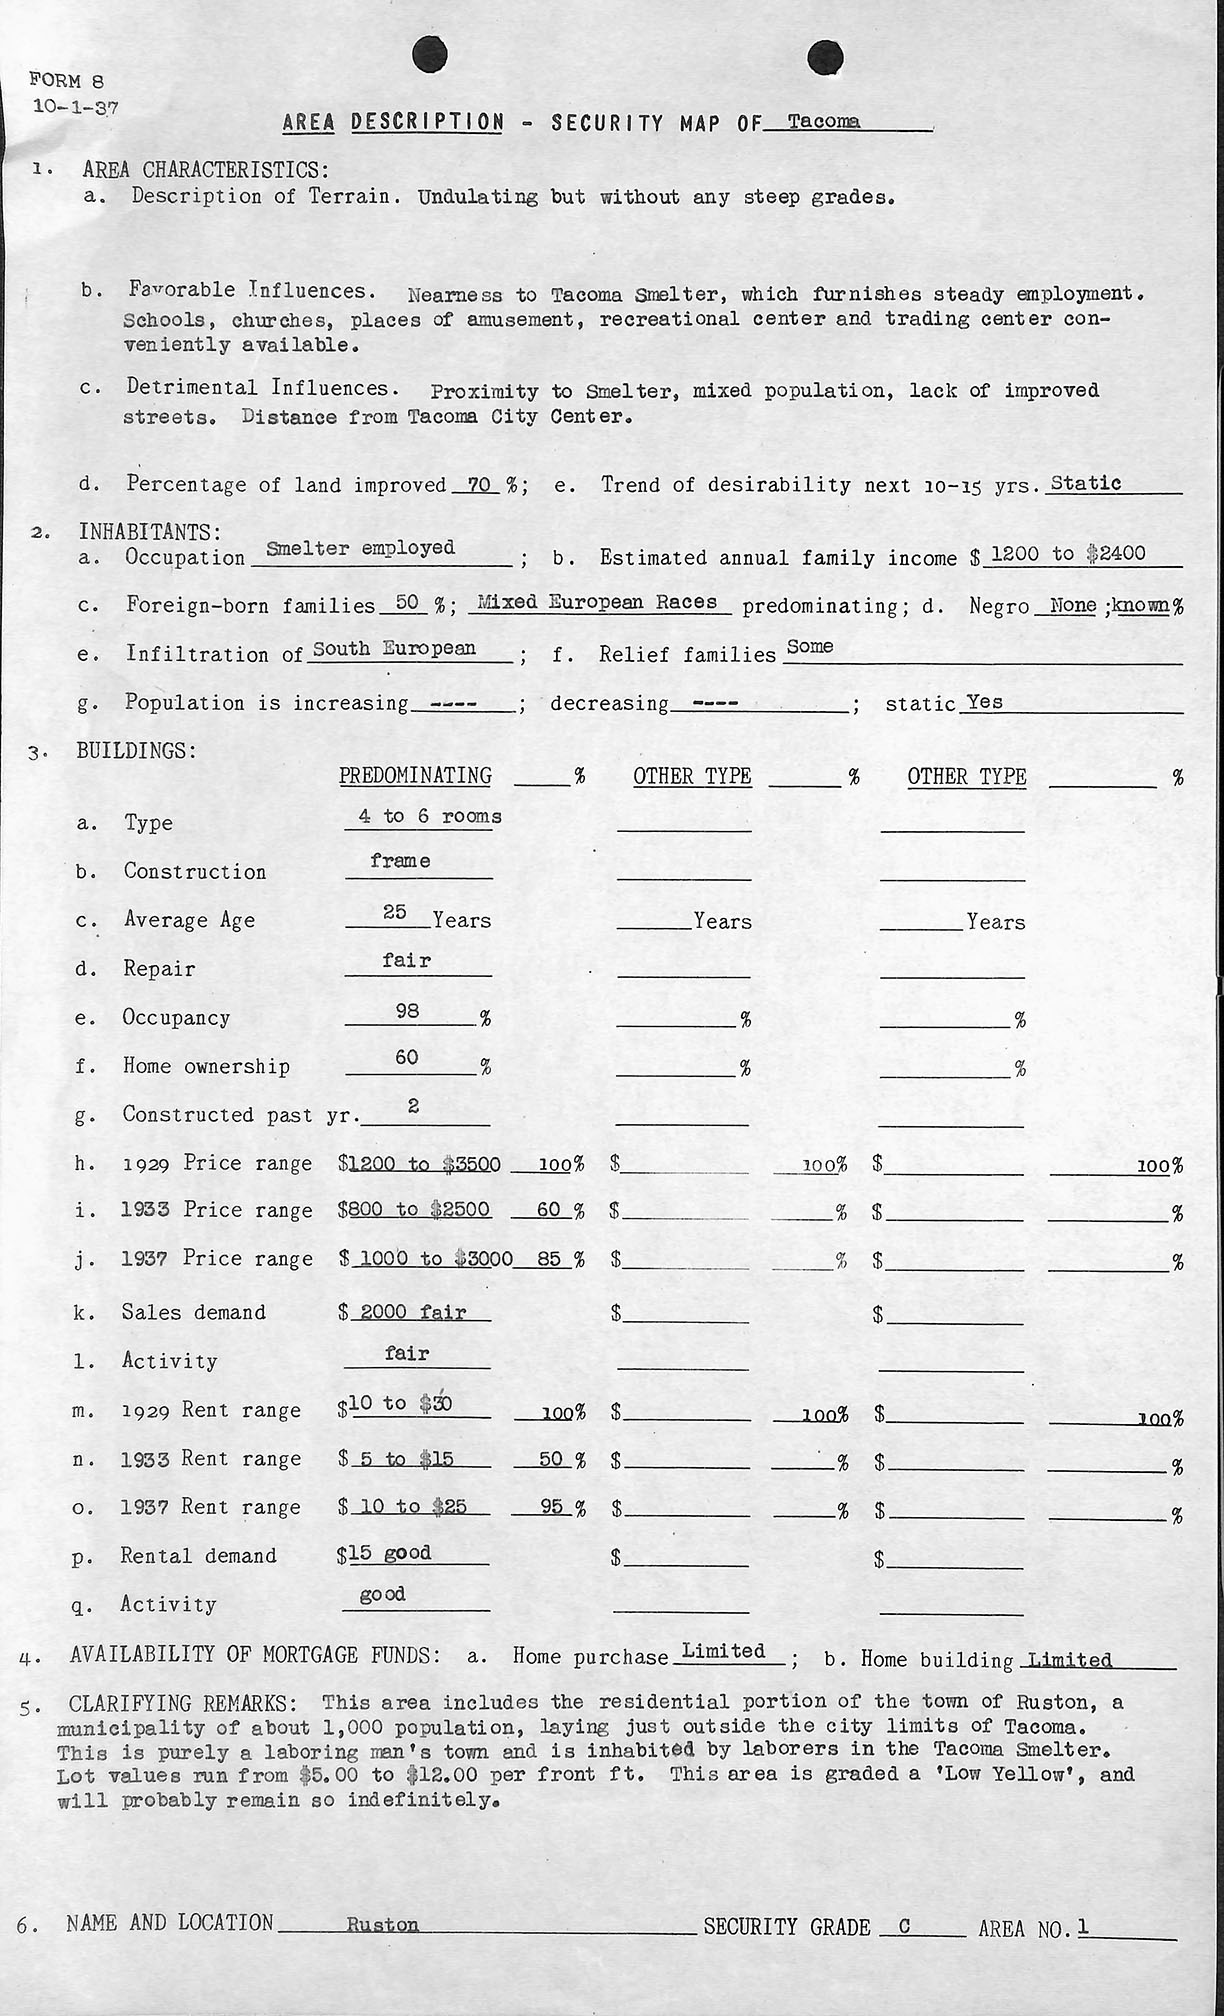 FORM 8
10-1-37
AREA DESCRIPTION - SECURITY MAP OF Tacoma
1. AREA CHARACTERISTICS:
a. Description of Terrain. Undulating but without any steep grades.
b. Favorable Influences. Nearness to Tacoma Smelter, which furnishes steady employment.
Schools, churches, places of amusement, recreational center and trading center con-
veniently available.
c. Detrimental Influences. Proximity to Smelter, mixed population, lack of improved
streets. Distance from Tacoma City Center.
d. Percentage of land improved 70 %; e. Trend of desirability next 10-15 yrs. Static
2. INHABITANTS:
a. Occupation Smelter employed ; b. Estimated annual family income $ 1200 to $2400
c. Foreign-born families 50 %; Mixed European Races predominating; d. Negro None ;known%
e. Infiltration of South European ; f. Relief families Some
g. Population is increasing ---- ; decreasing ---- ; static Yes
3. BUILDINGS:
PREDOMINATING % OTHER TYPE % OTHER TYPE %
a. Type 4 to 6 rooms
b. Construction frame
c. Average Age 25 Years Years Years
d. Repair fair
e. Occupancy 98 % % %
f. Home ownership 60 % % %
g. Constructed past yr. 2
h. 1929 Price range $1200 to $3500 100% $ 100% $ 100%
i. 1933 Price range $800 to $2500 60 % $ % $ %
j. 1937 Price range $ 1000 to $3000 85 % $ % $ %
k. Sales demand $ 2000 fair $ $
l. Activity fair
m. 1929 Rent range $10 to $30 100% $ 100% $ 100%
n. 1933 Rent range $ 5 to $15 50 % $ % $ %
o. 1937 Rent range $ 10 to $25 95 % $ % $ %
p. Rental demand $15 good $ $
q. Activity good
4. AVAILABILITY OF MORTGAGE FUNDS: a. Home purchase Limited ; b. Home building Limited
5. CLARIFYING REMARKS: This area includes the residential portion of the town of Ruston, a
municipality of about 1,000 population, laying just outside the city limits of Tacoma.
This is purely a laboring man's town and is inhabited by laborers in the Tacoma Smelter.
Lot values run from $5.00 to $12.00 per front ft. This area is graded a 'Low Yellow', and
will probably remain so indefinitely.
6. NAME AND LOCATION Ruston SECURITY GRADE C AREA NO. 1